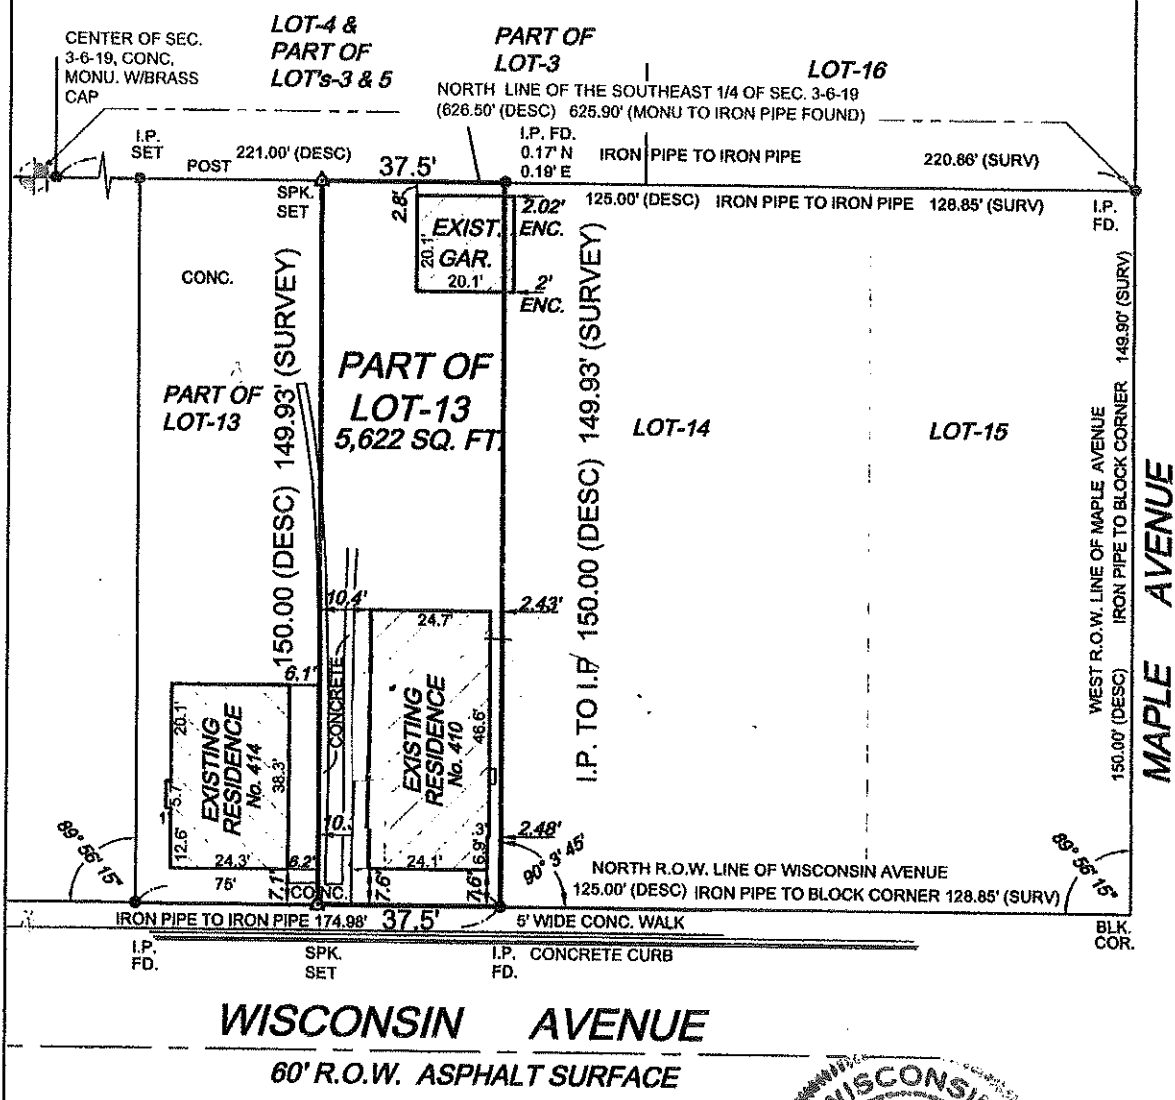 CENTER OF SEC.
3-6-19, CONC.
MONU. W/BRASS
CAP
LOT-4 &
PART OF
LOT's-3 & 5
PART OF
LOT-3
LOT-16
NORTH LINE OF THE SOUTHEAST 1/4 OF SEC. 3-6-19
(626.50' (DESC) 625.90' (MONU TO IRON PIPE FOUND)
I.P.
SET
POST
221.00' (DESC)
37.5'
I.P. FD.
0.17' N
0.19' E
IRON PIPE TO IRON PIPE
220.86' (SURV)
SPK.
SET
2.8'
125.00' (DESC) IRON PIPE TO IRON PIPE 128.85' (SURV)
I.P.
FD.
2.02'
ENC.
EXIST.
GAR.
20.1'
20.1'
2'
ENC.
CONC.
150.00 (DESC) 149.93' (SURVEY)
PART OF
LOT-13
5,622 SQ. FT.
PART OF
LOT-13
I.P. TO I.P. 150.00 (DESC) 149.93' (SURVEY)
LOT-14
LOT-15
WEST R.O.W. LINE OF MAPLE AVENUE
150.00' (DESC) IRON PIPE TO BLOCK CORNER 149.90' (SURV)
MAPLE AVENUE
10.4'
24.7'
2.43'
6.1'
CONCRETE
20.1'
EXISTING
RESIDENCE
No. 414
38.3'
5.7'
12.6'
24.3'
6.2'
EXISTING
RESIDENCE
No. 410
46.6'
10.
24.1'
6.9'
3'
2.48'
89° 56' 15"
75'
7.1'
CONC.
7.6'
7.6'
90° 3' 45"
NORTH R.O.W. LINE OF WISCONSIN AVENUE
125.00' (DESC) IRON PIPE TO BLOCK CORNER 128.85' (SURV)
89° 56' 15"
IRON PIPE TO IRON PIPE 174.98'
37.5'
5' WIDE CONC. WALK
BLK.
COR.
I.P.
FD.
SPK.
SET
I.P.
FD.
CONCRETE CURB
WISCONSIN AVENUE
60' R.O.W. ASPHALT SURFACE
WISCONSIN